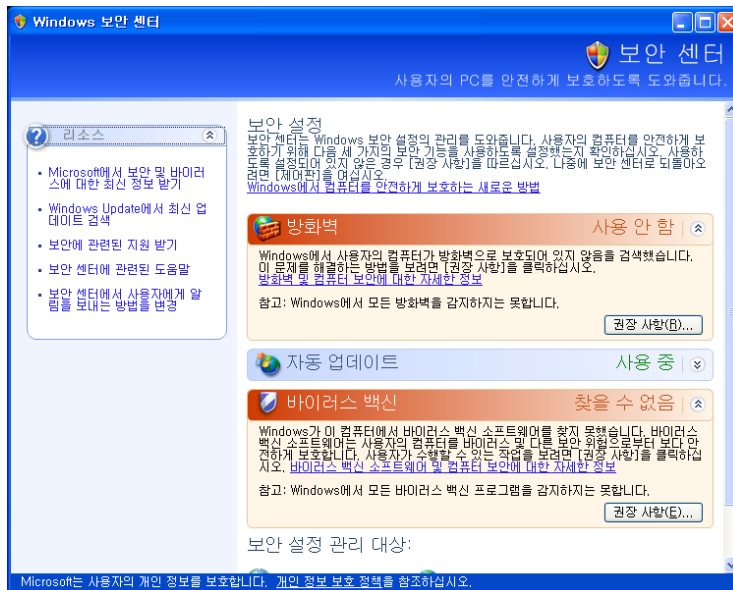 Windows 보안 센터
보안 센터
사용자의 PC를 안전하게 보호하도록 도와줍니다.
리소스
Microsoft에서 보안 및 바이러
스에 대한 최신 정보 받기
Windows Update에서 최신 업
데이트 검색
보안에 관련된 지원 받기
보안 센터에 관련된 도움말
보안 센터에서 사용자에게 알
림을 보내는 방법을 변경
보안 설정
보안 센터는 Windows 보안 설정의 관리를 도와줍니다. 사용자의 컴퓨터를 안전하게 보
호하기 위해 다음 세 가지의 보안 기능을 사용하도록 설정했는지 확인하십시오. 사용하
도록 설정되어 있지 않은 경우 [권장 사항]을 따르십시오. 나중에 보안 센터로 되돌아오
려면 [제어판]을 여십시오.
Windows에서 컴퓨터를 안전하게 보호하는 새로운 방법
방화벽 사용 안 함
Windows에서 사용자의 컴퓨터가 방화벽으로 보호되어 있지 않음을 검색했습니다.
이 문제를 해결하는 방법을 보려면 [권장 사항]을 클릭하십시오.
방화벽 및 컴퓨터 보안에 대한 자세한 정보
참고: Windows에서 모든 방화벽을 감지하지는 못합니다.
권장 사항(R)...
자동 업데이트 사용 중
바이러스 백신 찾을 수 없음
Windows가 이 컴퓨터에서 바이러스 백신 소프트웨어를 찾지 못했습니다. 바이러스
백신 소프트웨어는 사용자의 컴퓨터를 바이러스 및 다른 보안 위험으로부터 보다 안
전하게 보호합니다. 사용자가 수행할 수 있는 작업을 보려면 [권장 사항]을 클릭하십
시오. 바이러스 백신 소프트웨어 및 컴퓨터 보안에 대한 자세한 정보
참고: Windows에서 모든 바이러스 백신 프로그램을 감지하지는 못합니다.
권장 사항(E)...
보안 설정 관리 대상:
Microsoft는 사용자의 개인 정보를 보호합니다. 개인 정보 보호 정책을 참조하십시오.